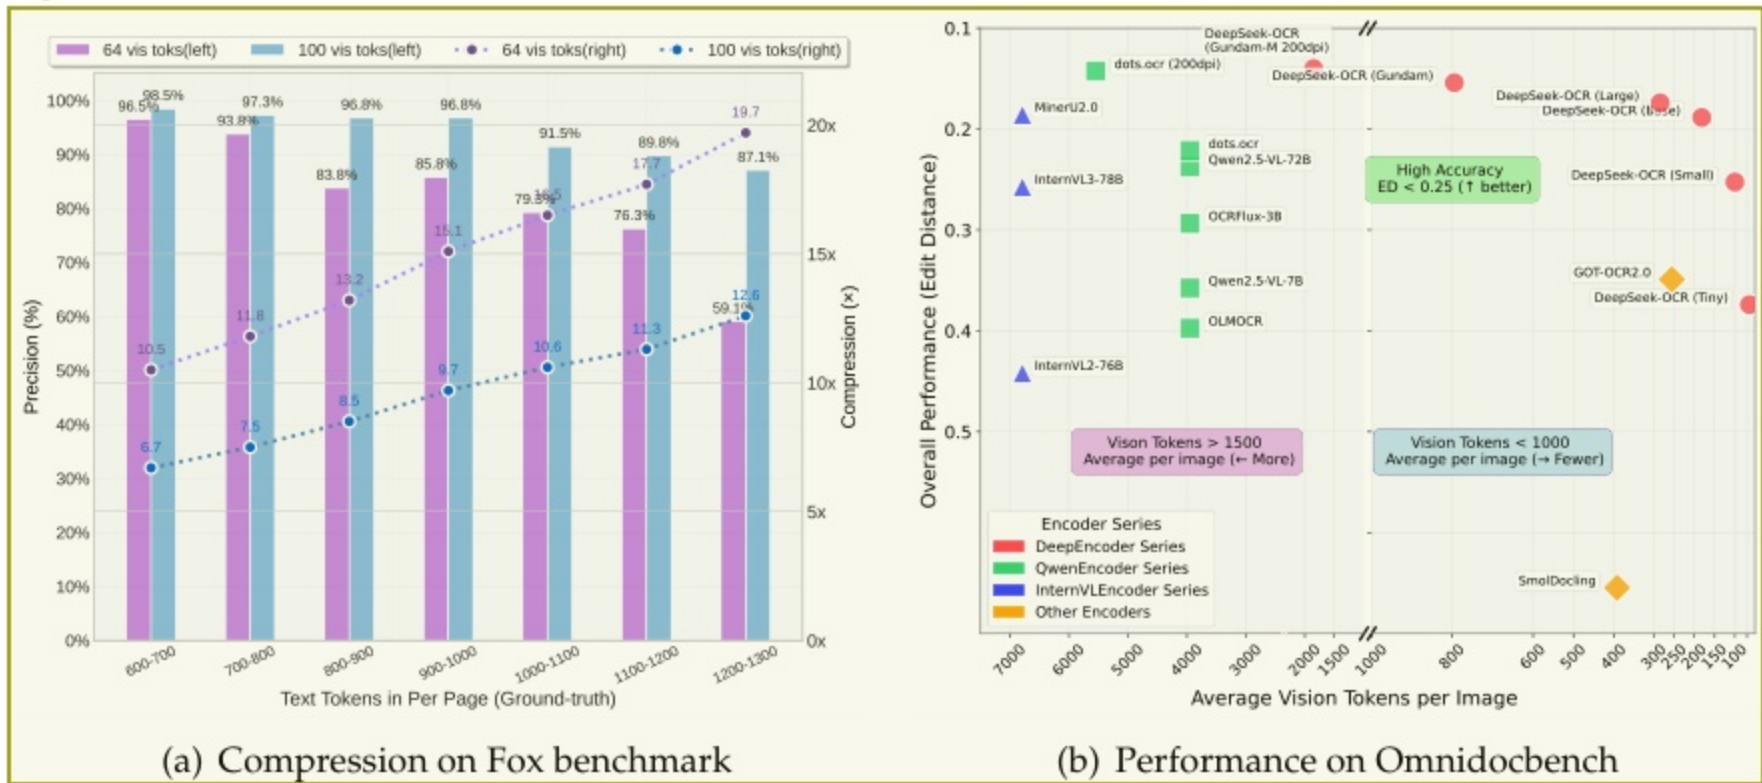 64 vis toks(left)
100 vis toks(left)
64 vis toks(right)
100 vis toks(right)
100%
90%
80%
70%
60%
50%
40%
30%
20%
10%
0%
Precision (%)
96.5%
98.5%
93.8%
97.3%
83.8%
96.8%
85.8%
96.8%
79.3%
91.5%
76.3%
89.8%
59.1%
87.1%
10.5
11.8
13.2
15.1
16.5
17.7
19.7
6.7
7.5
8.5
9.7
10.6
11.3
12.6
20x
15x
10x
5x
0x
Compression (×)
600-700
700-800
800-900
900-1000
1000-1100
1100-1200
1200-1300
Text Tokens in Per Page (Ground-truth)
(a) Compression on Fox benchmark
0.1
0.2
0.3
0.4
0.5
Overall Performance (Edit Distance)
DeepSeek-OCR
(Gundam-M 200dpi)
dots.ocr (200dpi)
DeepSeek-OCR (Gundam)
DeepSeek-OCR (Large)
DeepSeek-OCR (Base)
MinerU2.0
dots.ocr
Qwen2.5-VL-72B
High Accuracy
ED < 0.25 (↑ better)
InternVL3-78B
DeepSeek-OCR (Small)
OCRFlux-3B
GOT-OCR2.0
Qwen2.5-VL-7B
DeepSeek-OCR (Tiny)
OLMOCR
InternVL2-76B
Vison Tokens > 1500
Average per image (← More)
Vision Tokens < 1000
Average per image (→ Fewer)
Encoder Series
DeepEncoder Series
QwenEncoder Series
InternVLEncoder Series
Other Encoders
SmolDocling
7000
6000
5000
4000
3000
2000
1500
1000
800
600
500
400
300
250
200
150
100
Average Vision Tokens per Image
(b) Performance on Omnidocbench